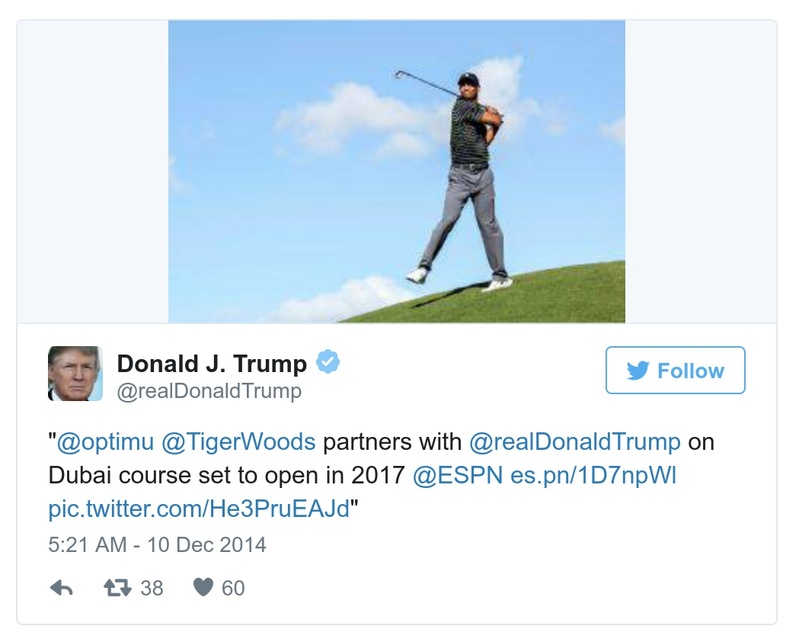 Donald J. Trump
@realDonaldTrump
Follow
"@optimu @TigerWoods partners with @realDonaldTrump on
Dubai course set to open in 2017 @ESPN es.pn/1D7npWl
pic.twitter.com/He3PruEAJd"
5:21 AM - 10 Dec 2014
38 60